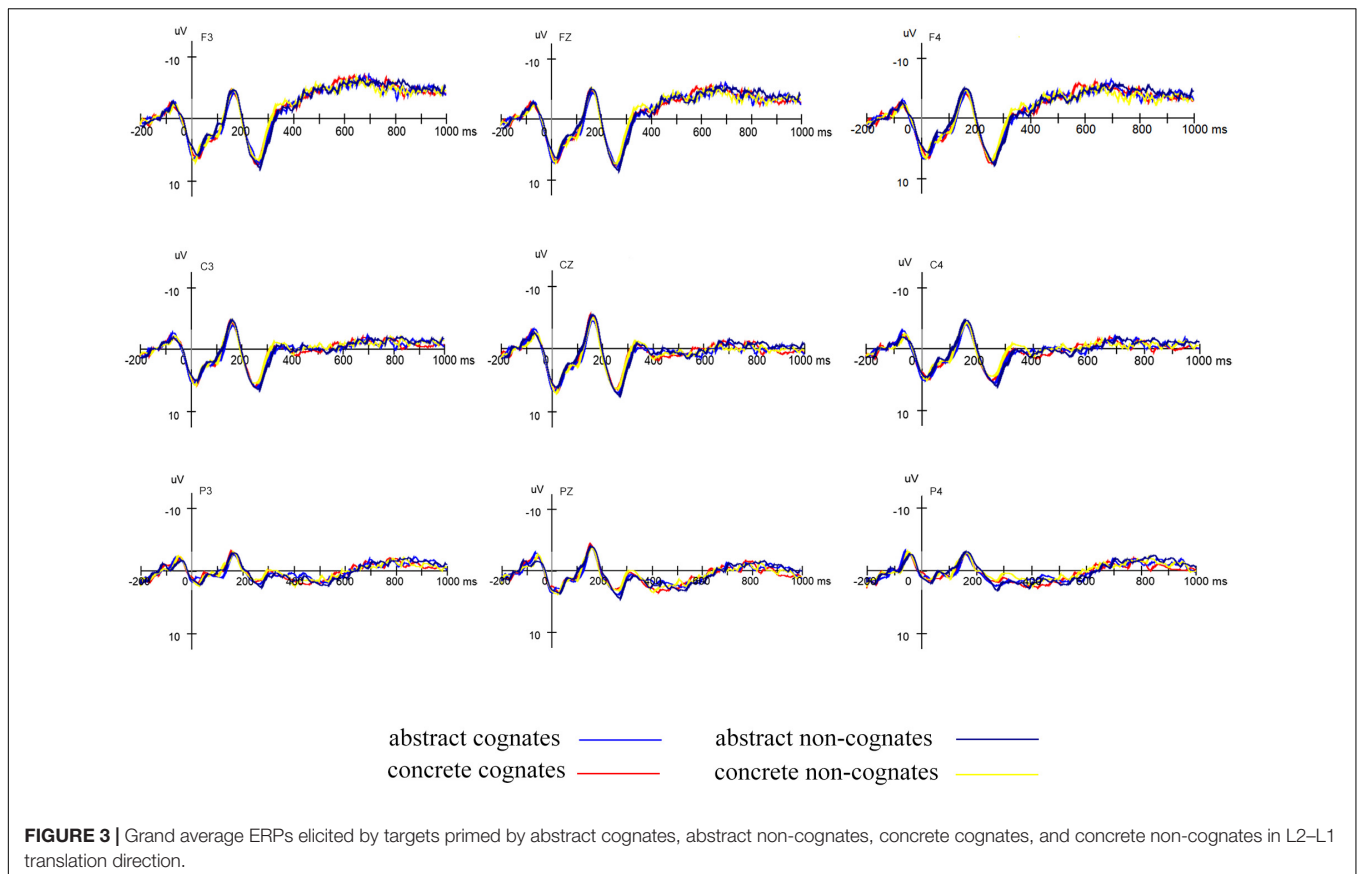 uV F3
-10
-200 0 200 400 600 800 1000 ms
10
uV FZ
-10
-200 0 200 400 600 800 1000 ms
10
uV F4
-10
-200 0 200 400 600 800 1000 ms
10
uV C3
-10
-200 0 200 400 600 800 1000 ms
10
uV CZ
-10
-200 0 200 400 600 800 1000 ms
10
uV C4
-10
-200 0 200 400 600 800 1000 ms
10
uV P3
-10
-200 0 200 400 600 800 1000 ms
10
uV PZ
-10
-200 0 200 400 600 800 1000 ms
10
uV P4
-10
-200 0 200 400 600 800 1000 ms
10
abstract cognates abstract non-cognates
concrete cognates concrete non-cognates
FIGURE 3 | Grand average ERPs elicited by targets primed by abstract cognates, abstract non-cognates, concrete cognates, and concrete non-cognates in L2–L1
translation direction.